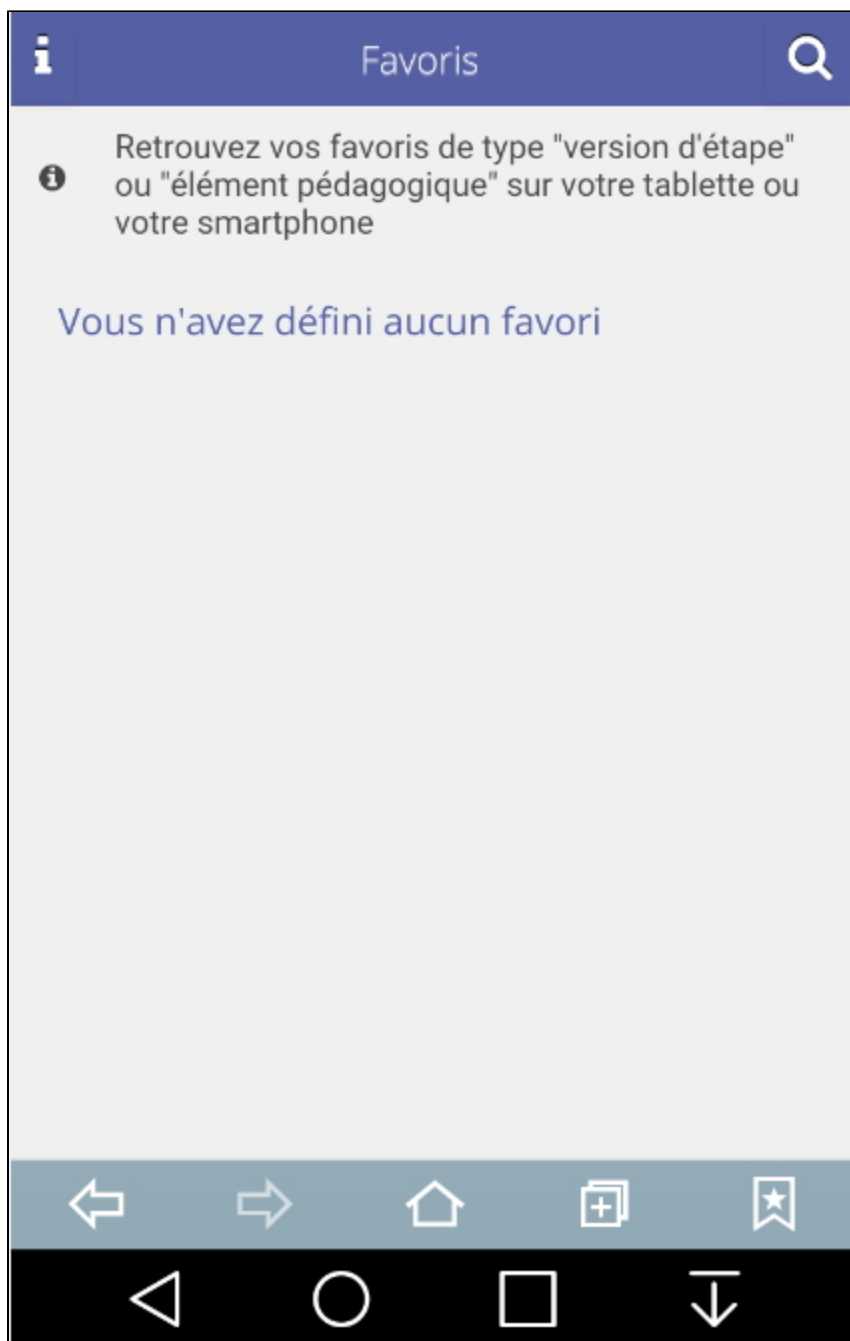 Favoris
Retrouvez vos favoris de type "version d'étape"
ou "élément pédagogique" sur votre tablette ou
votre smartphone
Vous n'avez défini aucun favori